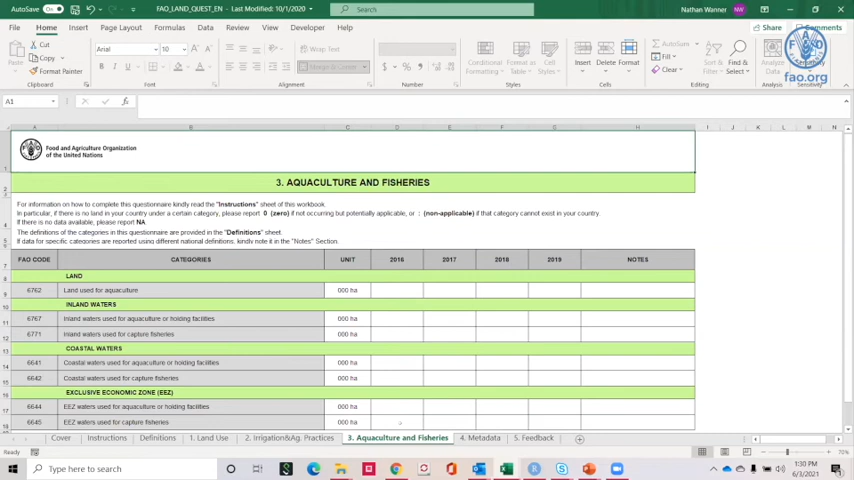 AutoSave On FAO_LAND_QUEST_EN - Last Modified: 10/1/2020 Search Nathan Wanner NW
File Home Insert Page Layout Formulas Data Review View Developer Help Share Comments
Cut
Copy
Format Painter
Paste
Clipboard
Arial 10
Font
Wrap Text
Merge & Center
Alignment
Number
Conditional Formatting
Format as Table
Cell Styles
Styles
Insert Delete Format
Cells
AutoSum
Fill
Clear
Sort & Filter
Find & Select
Editing
Analyze Data
Analysis
Sensitivity
Sensitivity
fao.org
A1 fx
A B C D E F G H I J K L M N
Food and Agriculture Organization
of the United Nations
3. AQUACULTURE AND FISHERIES
For information on how to complete this questionnaire kindly read the "Instructions" sheet of this workbook.
In particular, if there is no land in your country under a certain category, please report 0 (zero) if not occurring but potentially applicable, or : (non-applicable) if that category cannot exist in your country.
If there is no data available, please report NA.
The definitions of the categories in this questionnaire are provided in the "Definitions" sheet.
If data for specific categories are reported using different national definitions, kindly note it in the "Notes" Section.
FAO CODE CATEGORIES UNIT 2016 2017 2018 2019 NOTES
LAND
6762 Land used for aquaculture 000 ha
INLAND WATERS
6767 Inland waters used for aquaculture or holding facilities 000 ha
6771 Inland waters used for capture fisheries 000 ha
COASTAL WATERS
6641 Coastal waters used for aquaculture or holding facilities 000 ha
6642 Coastal waters used for capture fisheries 000 ha
EXCLUSIVE ECONOMIC ZONE (EEZ)
6644 EEZ waters used for aquaculture or holding facilities 000 ha
6645 EEZ waters used for capture fisheries 000 ha
Cover Instructions Definitions 1. Land Use 2. Irrigation&Ag. Practices 3. Aquaculture and Fisheries 4. Metadata 5. Feedback
Ready 70%
Type here to search
1:30 PM
6/3/2021